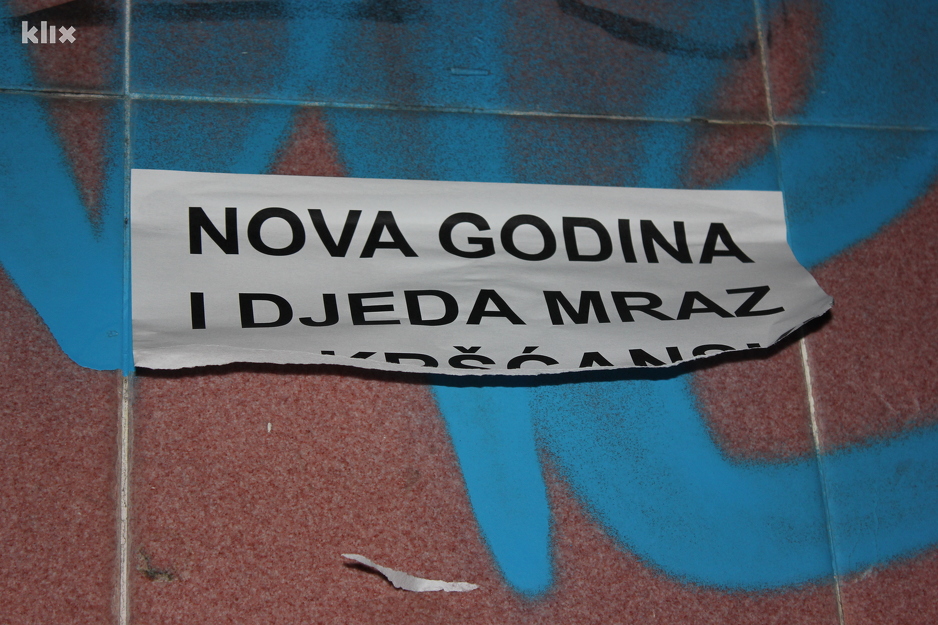 klix
NOVA GODINA
I DJEDA MRAZ